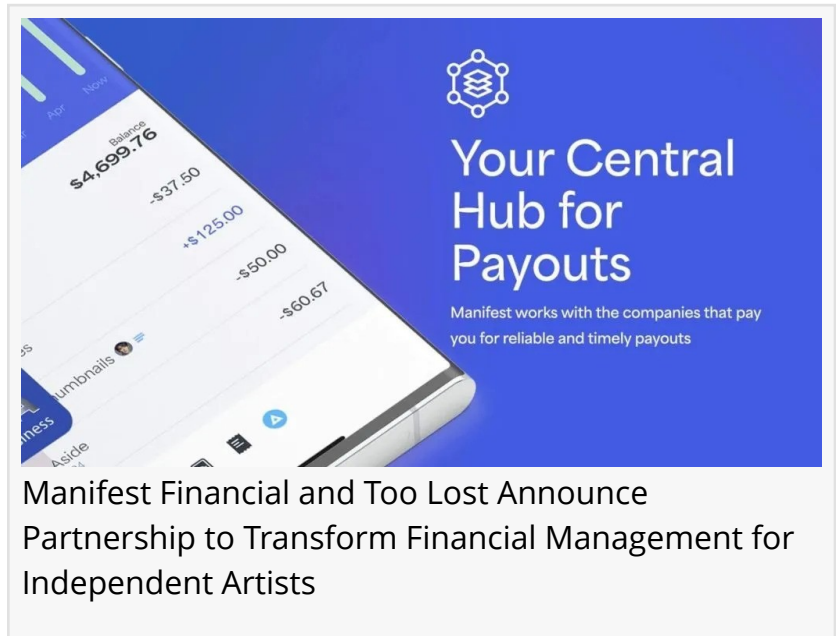 Apr
Now
Balance
$4,699.76
-$37.50
+$125.00
-$50.00
-$60.67
Your Central
Hub for
Payouts
Manifest works with the companies that pay
you for reliable and timely payouts
Manifest Financial and Too Lost Announce
Partnership to Transform Financial Management for
Independent Artists